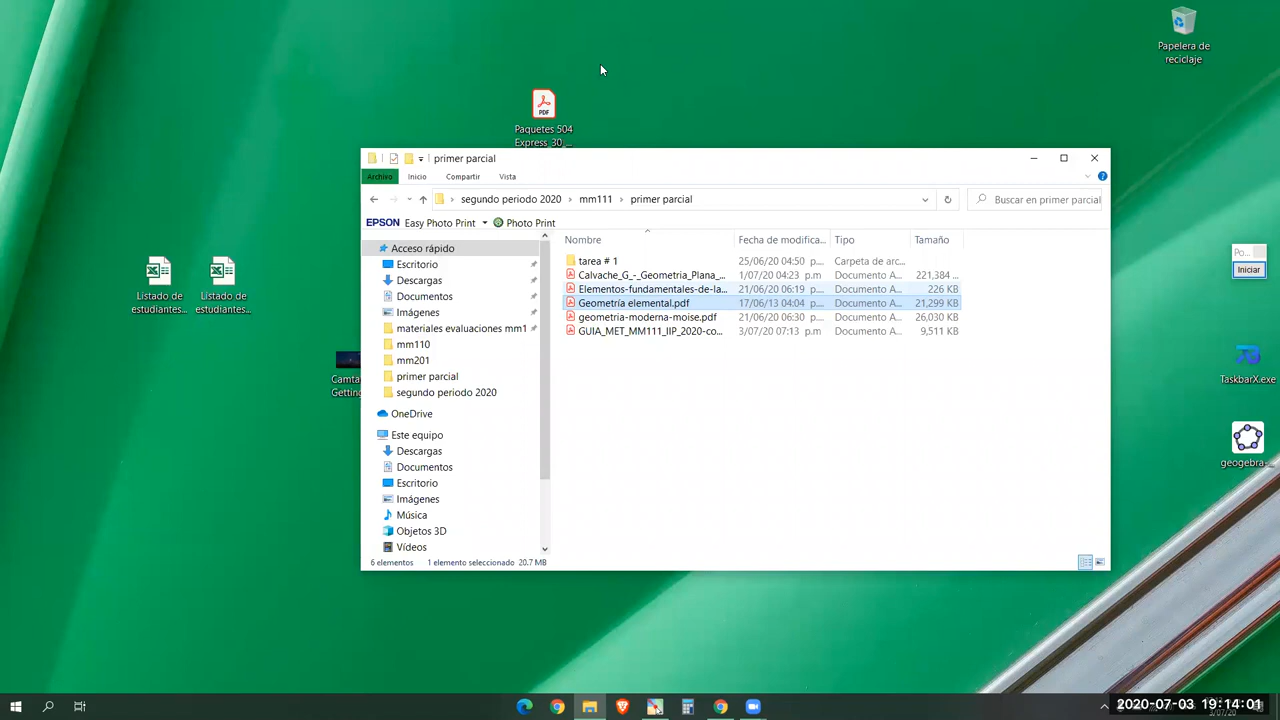 Papelera de
reciclaje
PDF
Paquetes 504
Express_30_...
primer parcial
Archivo Inicio Compartir Vista
segundo periodo 2020 mm111 primer parcial
Buscar en primer parcial
EPSON Easy Photo Print Photo Print
Nombre Fecha de modifica... Tipo Tamaño
Acceso rápido
Escritorio
Descargas
Documentos
Imágenes
materiales evaluaciones mm1
mm110
mm201
primer parcial
segundo periodo 2020
OneDrive
Este equipo
Descargas
Documentos
Escritorio
Imágenes
Música
Objetos 3D
Vídeos
tarea # 1 25/06/20 04:50 p.... Carpeta de arc...
Calvache_G_-_Geometria_Plana_... 1/07/20 04:23 p.m Documento A... 221,384 ...
Elementos-fundamentales-de-la... 21/06/20 06:19 p.... Documento A... 226 KB
Geometría elemental.pdf 17/06/13 04:04 p.... Documento A... 21,299 KB
geometria-moderna-moise.pdf 21/06/20 06:30 p.... Documento A... 26,030 KB
GUIA_MET_MM111_IIP_2020-co... 3/07/20 07:13 p.m Documento A... 9,511 KB
6 elementos 1 elemento seleccionado 20.7 MB
Listado de
estudiantes...
Listado de
estudiantes...
Camta
Getting
Po...
Iniciar
TaskbarX.exe
geogebra-
2020-07-03 19:14:01